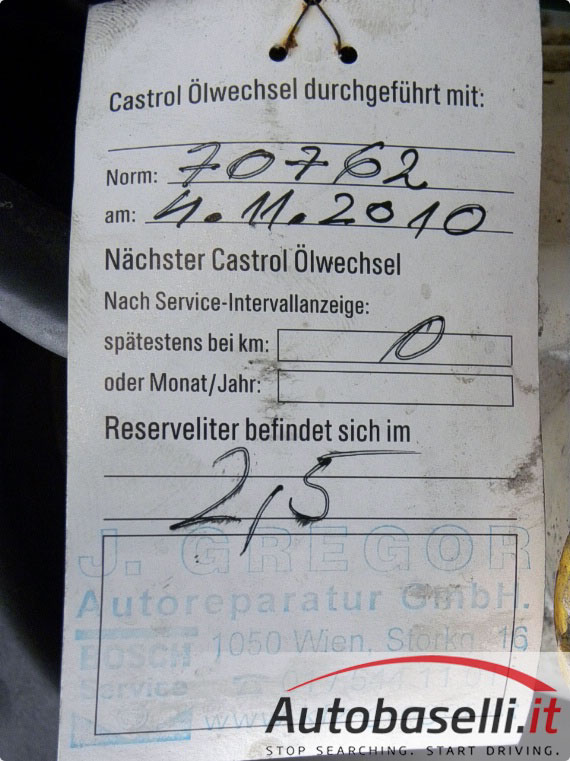 Castrol Ölwechsel durchgeführt mit:
Norm: 70762
am: 4.11.2010
Nächster Castrol Ölwechsel
Nach Service-Intervallanzeige:
spätestens bei km: 0
oder Monat/Jahr:
Reserveliter befindet sich im
2,5
J. GREGOR
Autoreparatur GmbH.
BOSCH 1050 Wien, Störkg. 16
Service
www.
Autobaselli.it
STOP SEARCHING. START DRIVING.